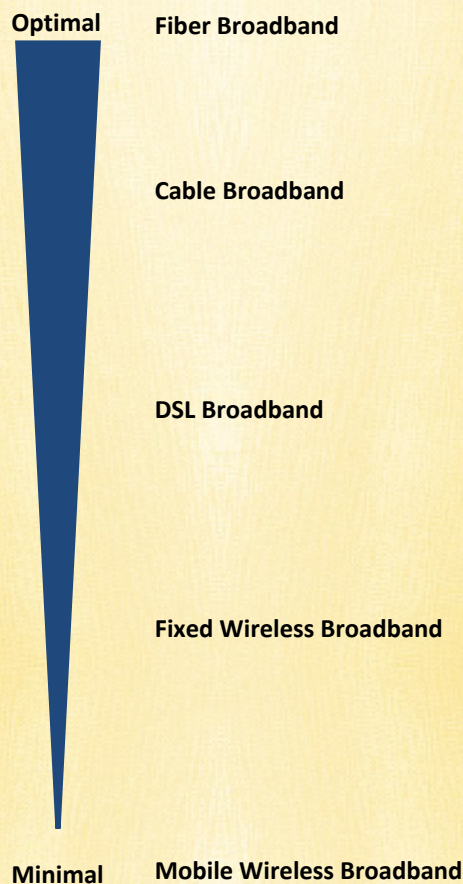 Optimal Fiber Broadband
Cable Broadband
DSL Broadband
Fixed Wireless Broadband
Minimal Mobile Wireless Broadband